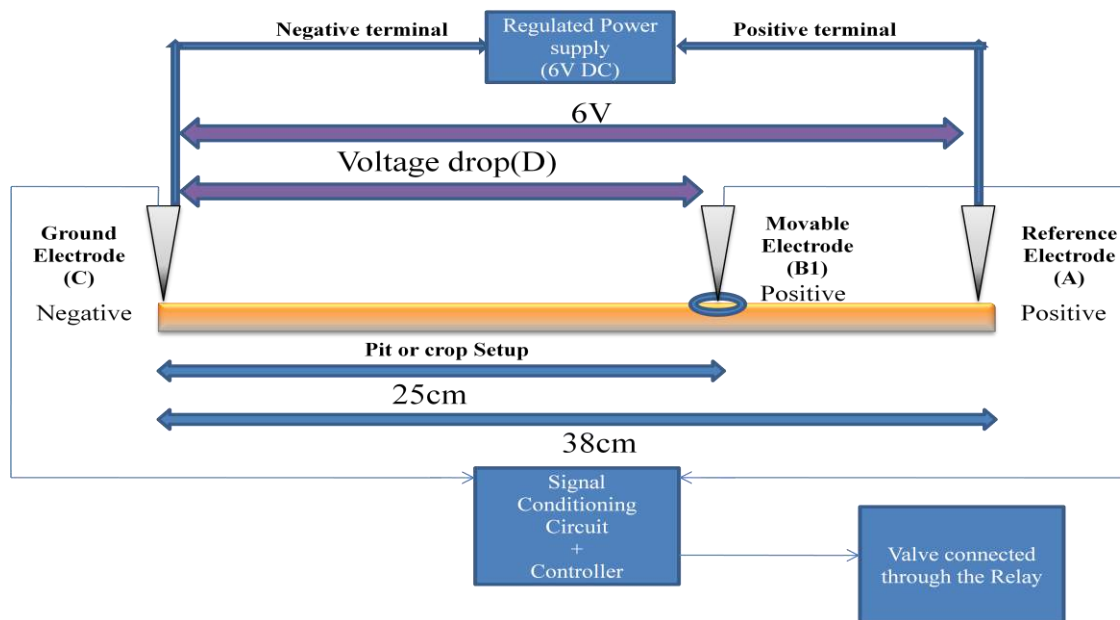 Negative terminal
Regulated Power
supply
(6V DC)
Positive terminal
6V
Voltage drop(D)
Ground
Electrode
(C)
Negative
Movable
Electrode
(B1)
Positive
Reference
Electrode
(A)
Positive
Pit or crop Setup
25cm
38cm
Signal
Conditioning
Circuit
+
Controller
Valve connected
through the Relay